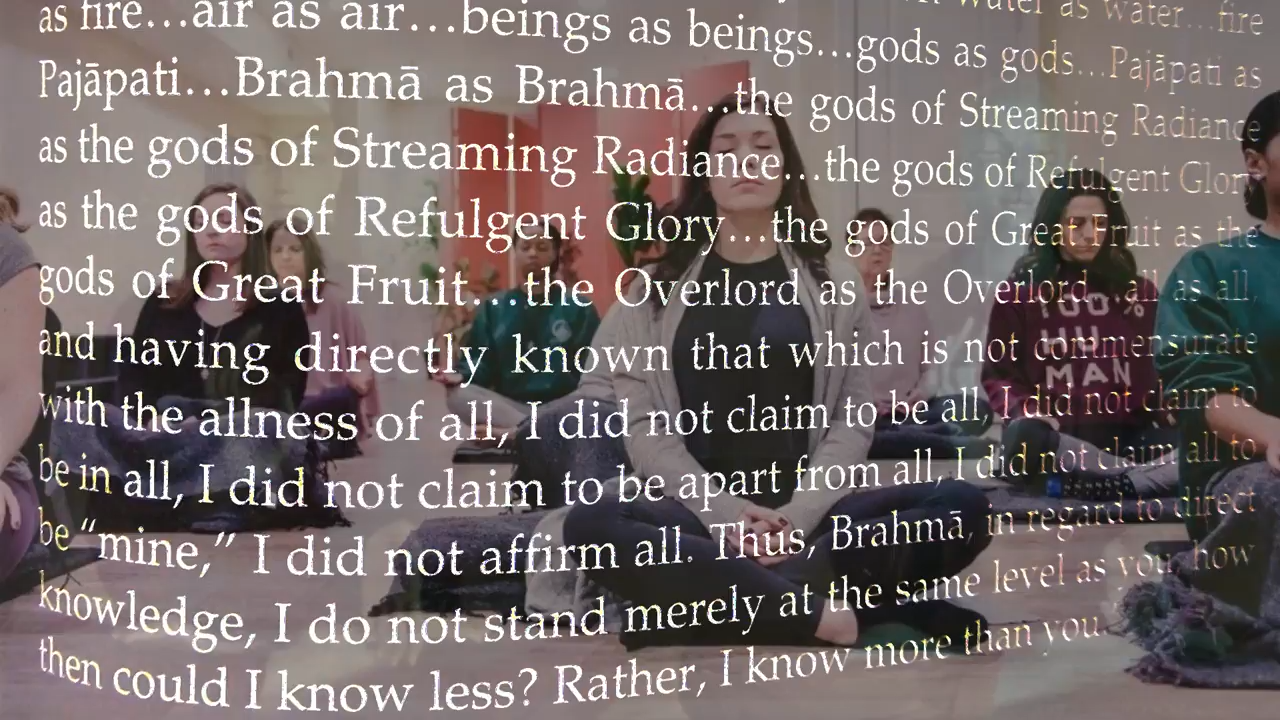 as fire…air as air…beings as beings…gods as gods…Pajāpati as
Pajāpati…Brahmā as Brahmā…the gods of Streaming Radiance
as the gods of Streaming Radiance…the gods of Refulgent Glory
as the gods of Refulgent Glory…the gods of Great Fruit as the
gods of Great Fruit…the Overlord as the Overlord…all as all,
and having directly known that which is not commensurate
with the allness of all, I did not claim to be all, I did not claim to
be in all, I did not claim to be apart from all, I did not claim all to
be “mine,” I did not affirm all. Thus, Brahmā, in regard to direct
knowledge, I do not stand merely at the same level as you, how
then could I know less? Rather, I know more than you.
100%
HU
MAN